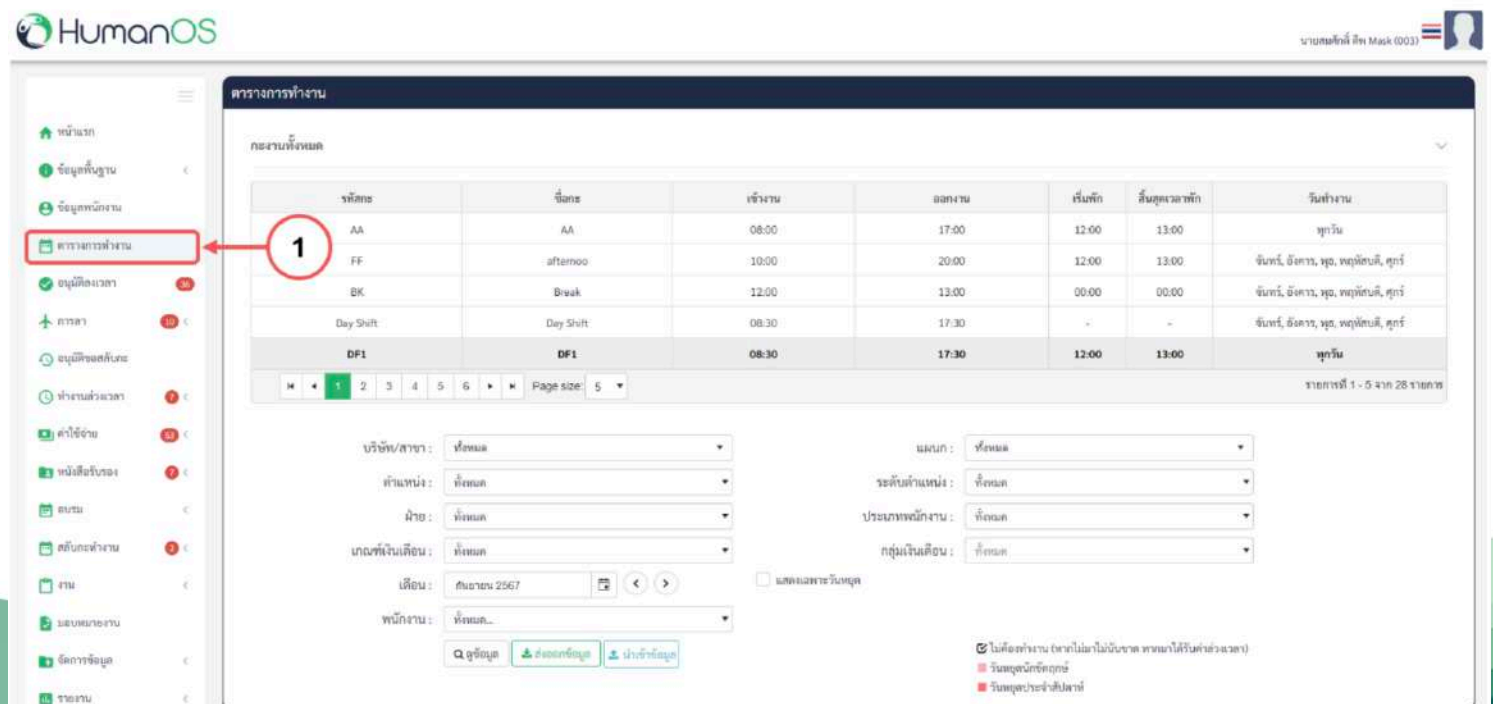 HumanOS
นายสมศักดิ์ ลีพ Mask (003)
ตารางการทำงาน
หน้าแรก
ข้อมูลพื้นฐาน
ข้อมูลพนักงาน
ตารางการทำงาน
1
อนุมัติลงเวลา 36
การลา 10
อนุมัติขอสลับกะ
ทำงานล่วงเวลา 7
ค่าใช้จ่าย 53
หนังสือรับรอง 7
อบรม
สลับกะทำงาน 2
งาน
มอบหมายงาน
จัดการข้อมูล
รายงาน
กะงานทั้งหมด
รหัสกะ ชื่อกะ เข้างาน ออกงาน เริ่มพัก สิ้นสุดเวลาพัก วันทำงาน
AA AA 08:00 17:00 12:00 13:00 ทุกวัน
FF afternoo 10:00 20:00 12:00 13:00 จันทร์, อังคาร, พุธ, พฤหัสบดี, ศุกร์
BK Break 12:00 13:00 00:00 00:00 จันทร์, อังคาร, พุธ, พฤหัสบดี, ศุกร์
Day Shift Day Shift 08:30 17:30 - - จันทร์, อังคาร, พุธ, พฤหัสบดี, ศุกร์
DF1 DF1 08:30 17:30 12:00 13:00 ทุกวัน
1 2 3 4 5 6 Page size: 5 รายการที่ 1 - 5 จาก 28 รายการ
บริษัท/สาขา : ทั้งหมด แผนก : ทั้งหมด
ตำแหน่ง : ทั้งหมด ระดับตำแหน่ง : ทั้งหมด
ฝ่าย : ทั้งหมด ประเภทพนักงาน : ทั้งหมด
เกณฑ์เงินเดือน : ทั้งหมด กลุ่มเงินเดือน : ทั้งหมด
เดือน : กันยายน 2567 แสดงเฉพาะวันหยุด
พนักงาน : ทั้งหมด...
ดูข้อมูล ส่งออกข้อมูล นำเข้าข้อมูล
ไม่ต้องทำงาน (หากไม่มาไม่นับขาด หากมาได้รับค่าล่วงเวลา)
วันหยุดนักขัตฤกษ์
วันหยุดประจำสัปดาห์